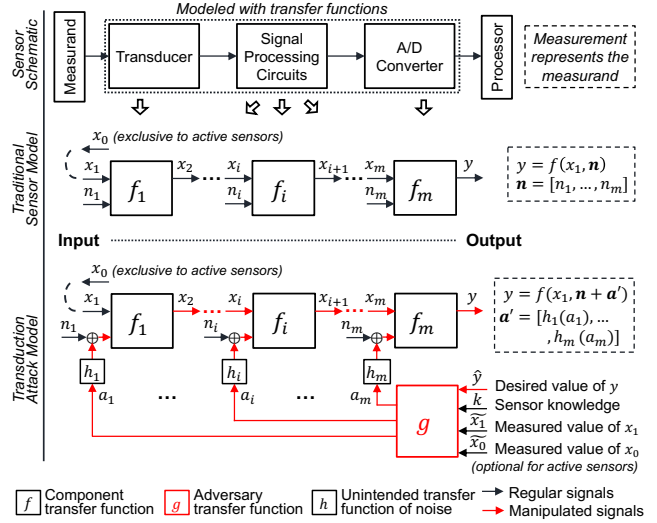 Modeled with transfer functions
Sensor
Schematic
Measurand
Transducer
Signal
Processing
Circuits
A/D
Converter
Processor
Measurement
represents the
measurand
Traditional
Sensor Model
x₀ (exclusive to active sensors)
x₁ n₁ f₁ x₂ ⋯ xᵢ nᵢ fᵢ xᵢ₊₁ ⋯ xₘ nₘ fₘ y
y = f(x₁, n)
n = [n₁, …, nₘ]
Input
Output
Transduction
Attack Model
x₀ (exclusive to active sensors)
x₁ n₁ f₁ x₂ ⋯ xᵢ nᵢ fᵢ xᵢ₊₁ ⋯ xₘ nₘ fₘ y
y = f(x₁, n + a′)
a′ = [h₁(a₁), …
, hₘ(aₘ)]
h₁ hᵢ hₘ
a₁ … aᵢ … aₘ
g
ŷ Desired value of y
k Sensor knowledge
x̃₁ Measured value of x₁
x̃₀ Measured value of x₀
(optional for active sensors)
f Component
transfer function
g Adversary
transfer function
h Unintended transfer
function of noise
Regular signals
Manipulated signals